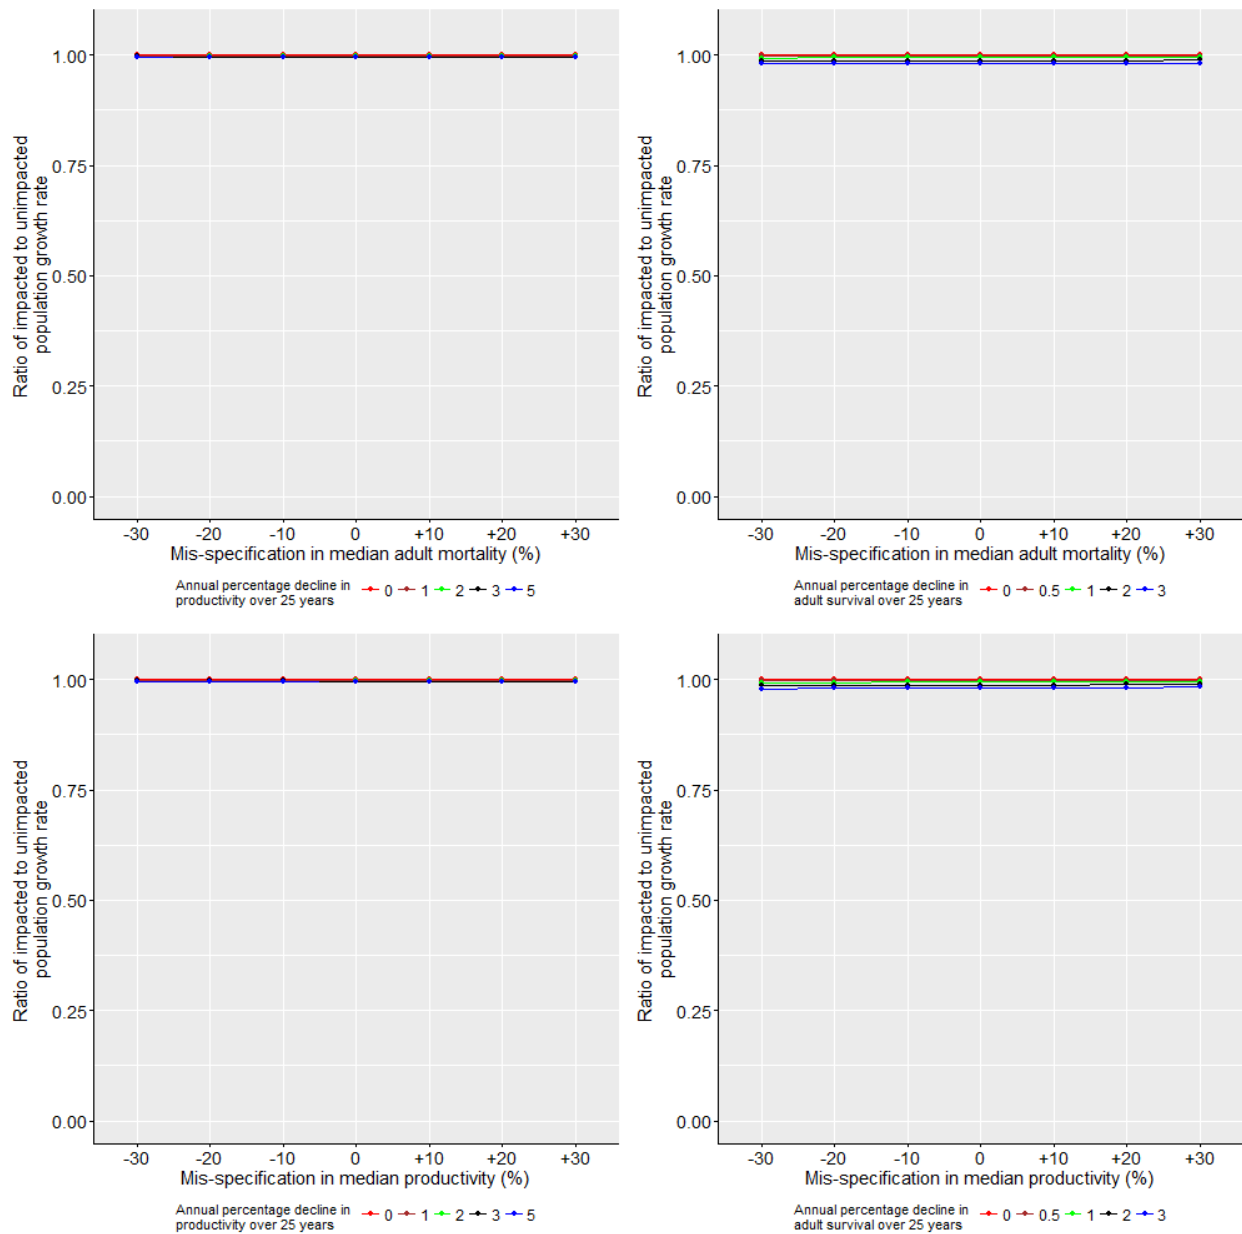 Ratio of impacted to unimpacted
population growth rate
1.00
0.75
0.50
0.25
0.00
-30 -20 -10 0 +10 +20 +30
Mis-specification in median adult mortality (%)
Annual percentage decline in
productivity over 25 years
0 1 2 3 5
Ratio of impacted to unimpacted
population growth rate
1.00
0.75
0.50
0.25
0.00
-30 -20 -10 0 +10 +20 +30
Mis-specification in median adult mortality (%)
Annual percentage decline in
adult survival over 25 years
0 0.5 1 2 3
Ratio of impacted to unimpacted
population growth rate
1.00
0.75
0.50
0.25
0.00
-30 -20 -10 0 +10 +20 +30
Mis-specification in median productivity (%)
Annual percentage decline in
productivity over 25 years
0 1 2 3 5
Ratio of impacted to unimpacted
population growth rate
1.00
0.75
0.50
0.25
0.00
-30 -20 -10 0 +10 +20 +30
Mis-specification in median productivity (%)
Annual percentage decline in
adult survival over 25 years
0 0.5 1 2 3